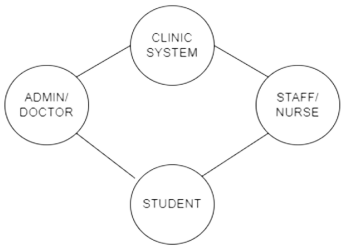 CLINIC
SYSTEM
ADMIN/
DOCTOR
STAFF/
NURSE
STUDENT